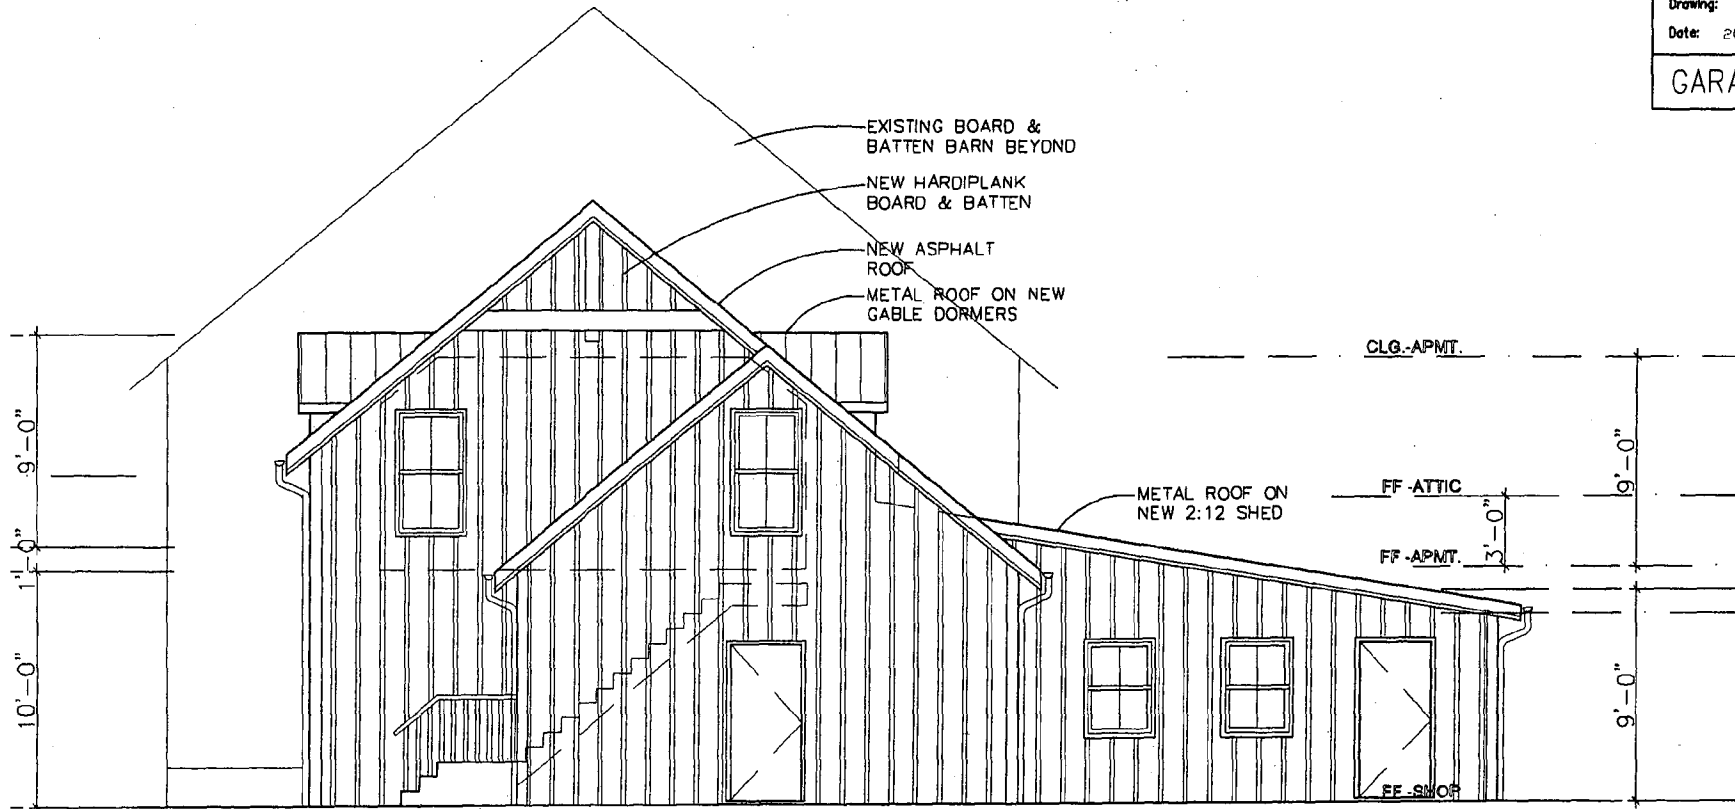 Drawing:
Date:
GARA
EXISTING BOARD &
BATTEN BARN BEYOND
NEW HARDIPLANK
BOARD & BATTEN
NEW ASPHALT
ROOF
METAL ROOF ON NEW
GABLE DORMERS
CLG.-APMT.
9'-0"
9'-0"
METAL ROOF ON
NEW 2:12 SHED
FF-ATTIC
3'-0"
FF-APMT.
1'-0"
10'-0"
9'-0"
FF-SHOP